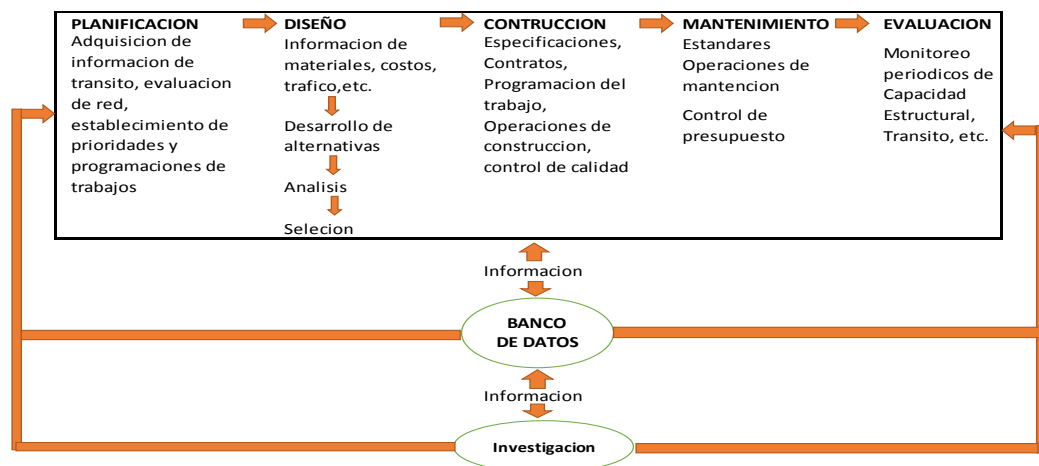 PLANIFICACION
Adquisicion de
informacion de
transito, evaluacion
de red,
establecimiento de
prioridades y
programaciones de
trabajos
DISEÑO
Informacion de
materiales, costos,
trafico,etc.
Desarrollo de
alternativas
Analisis
Selecion
CONTRUCCION
Especificaciones,
Contratos,
Programacion del
trabajo,
Operaciones de
construccion,
control de calidad
MANTENIMIENTO
Estandares
Operaciones de
mantencion
Control de
presupuesto
EVALUACION
Monitoreo
periodicos de
Capacidad
Estructural,
Transito, etc.
Informacion
BANCO
DE DATOS
Informacion
Investigacion